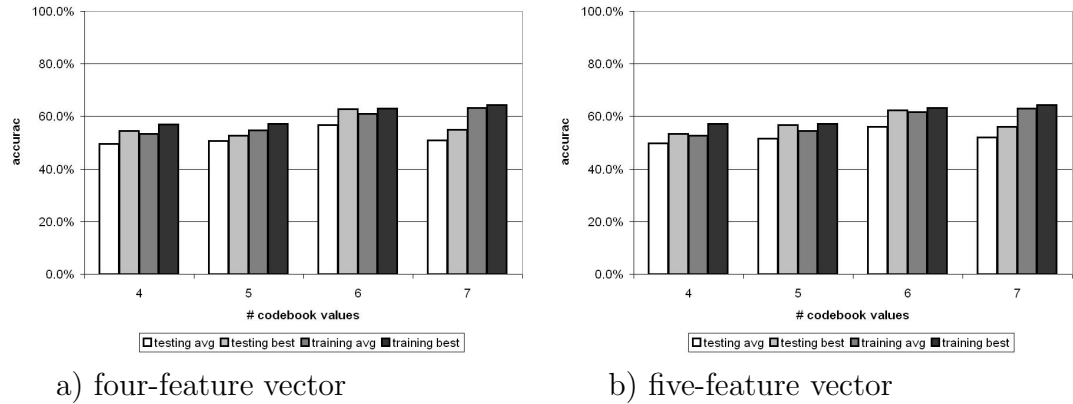 100.0%
80.0%
60.0%
40.0%
20.0%
0.0%
accurac
4 5 6 7
# codebook values
testing avg testing best training avg training best
a) four-feature vector
100.0%
80.0%
60.0%
40.0%
20.0%
0.0%
accurac
4 5 6 7
# codebook values
testing avg testing best training avg training best
b) five-feature vector